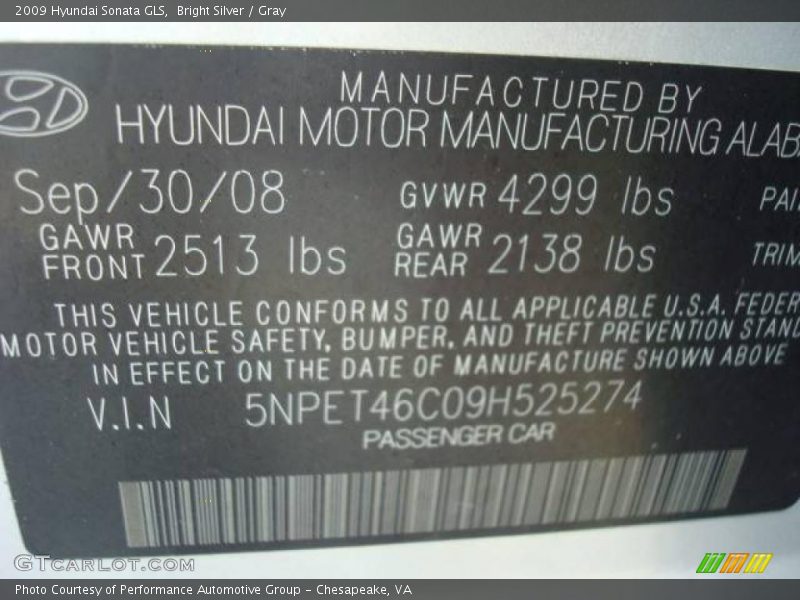 2009 Hyundai Sonata GLS, Bright Silver / Gray
MANUFACTURED BY
HYUNDAI MOTOR MANUFACTURING ALAB
Sep/30/08 GVWR 4299 lbs PAI
GAWR FRONT 2513 lbs GAWR REAR 2138 lbs TRIM
THIS VEHICLE CONFORMS TO ALL APPLICABLE U.S.A. FEDER
MOTOR VEHICLE SAFETY, BUMPER, AND THEFT PREVENTION STAND
IN EFFECT ON THE DATE OF MANUFACTURE SHOWN ABOVE
V.I.N 5NPET46C09H525274
PASSENGER CAR
GTCARLOT.COM
Photo Courtesy of Performance Automotive Group - Chesapeake, VA